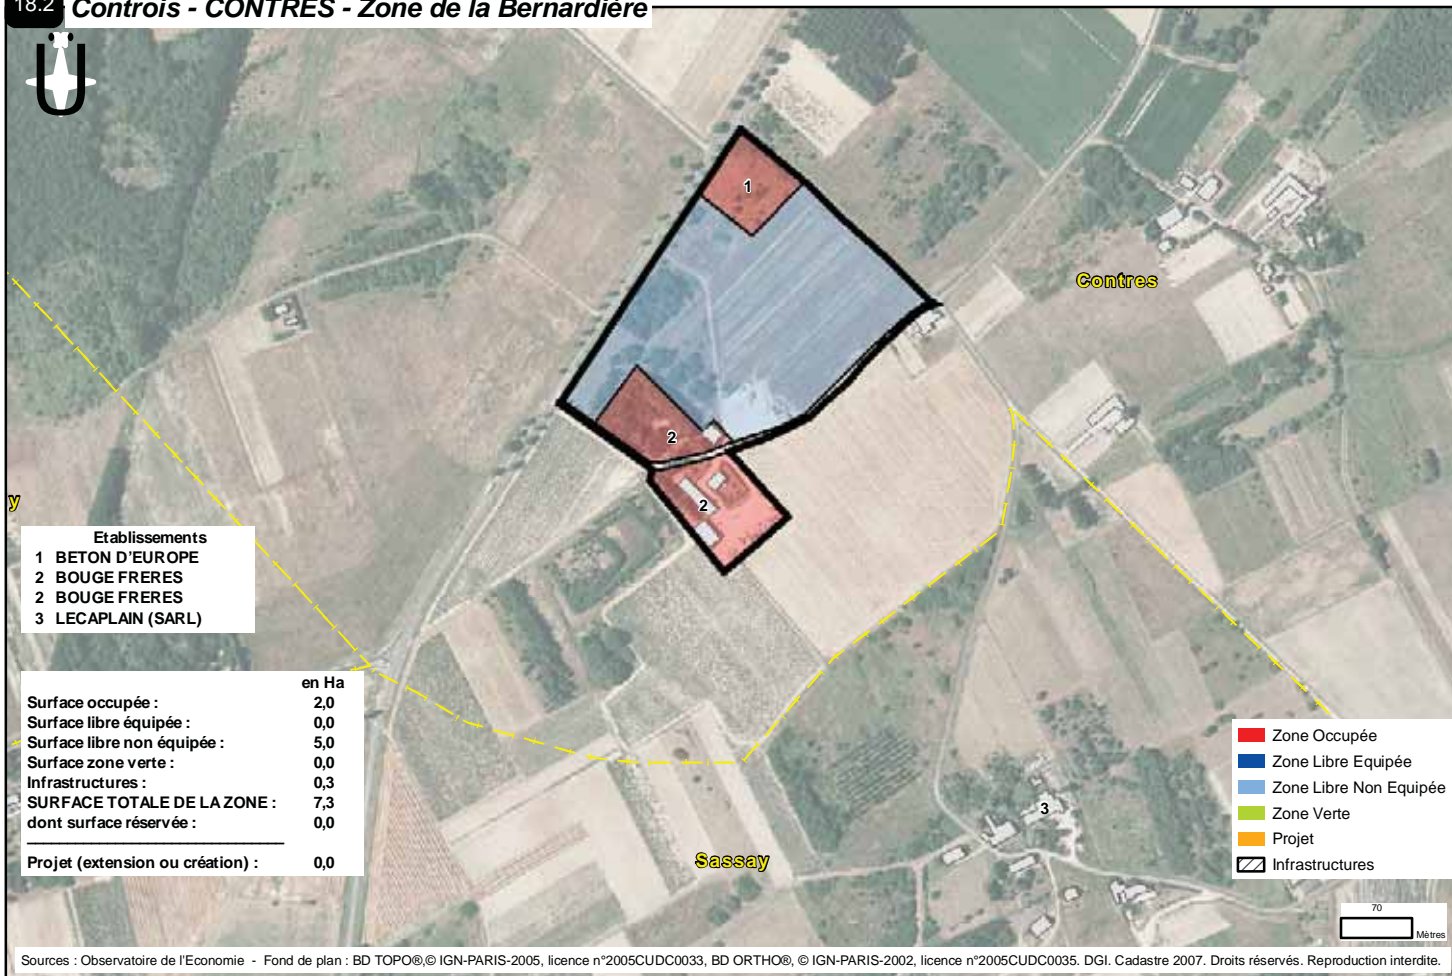 18.2 Controis - CONTRES - Zone de la Bernardière
1
Contres
2
2
y
Etablissements
1 BETON D'EUROPE
2 BOUGE FRERES
2 BOUGE FRERES
3 LECAPLAIN (SARL)
en Ha
Surface occupée : 2,0
Surface libre équipée : 0,0
Surface libre non équipée : 5,0
Surface zone verte : 0,0
Infrastructures : 0,3
SURFACE TOTALE DE LA ZONE : 7,3
dont surface réservée : 0,0
Projet (extension ou création) : 0,0
Sassay
3
Zone Occupée
Zone Libre Equipée
Zone Libre Non Equipée
Zone Verte
Projet
Infrastructures
70
Mètres
Sources : Observatoire de l'Economie - Fond de plan : BD TOPO®,© IGN-PARIS-2005, licence n°2005CUDC0033, BD ORTHO®, © IGN-PARIS-2002, licence n°2005CUDC0035. DGI. Cadastre 2007. Droits réservés. Reproduction interdite.